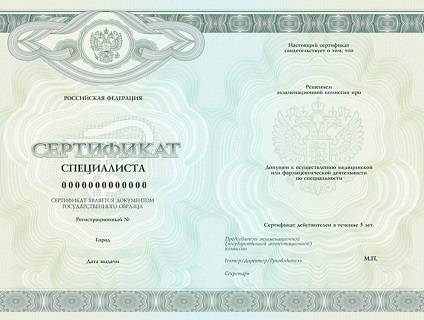 РОССИЙСКАЯ ФЕДЕРАЦИЯ
СЕРТИФИКАТ
СПЕЦИАЛИСТА
0000000000000
СЕРТИФИКАТ ЯВЛЯЕТСЯ ДОКУМЕНТОМ
ГОСУДАРСТВЕННОГО ОБРАЗЦА
Регистрационный №
Город
Дата выдачи
Настоящий сертификат
свидетельствует о том, что
Решением
экзаменационной комиссии при
Допущен к осуществлению медицинской
или фармацевтической деятельности
по специальности
Сертификат действителен в течение 5 лет.
Председатель экзаменационной
(государственной аттестационной)
комиссии
Ректор/Директор/Руководитель
М.П.
Секретарь